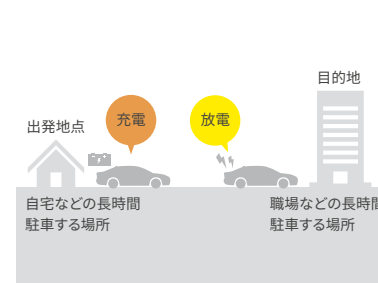 目的地
充電
放電
出発地点
自宅などの長時間
駐車する場所
職場などの長時間
駐車する場所